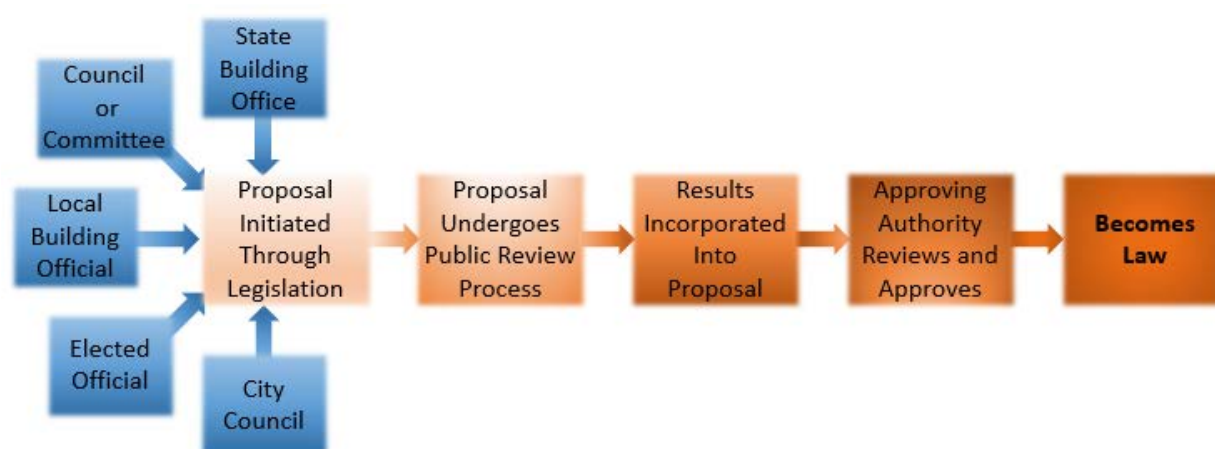 State
Building
Office
Council
or
Committee
Local
Building
Official
Elected
Official
City
Council
Proposal
Initiated
Through
Legislation
Proposal
Undergoes
Public Review
Process
Results
Incorporated
Into
Proposal
Approving
Authority
Reviews and
Approves
Becomes
Law